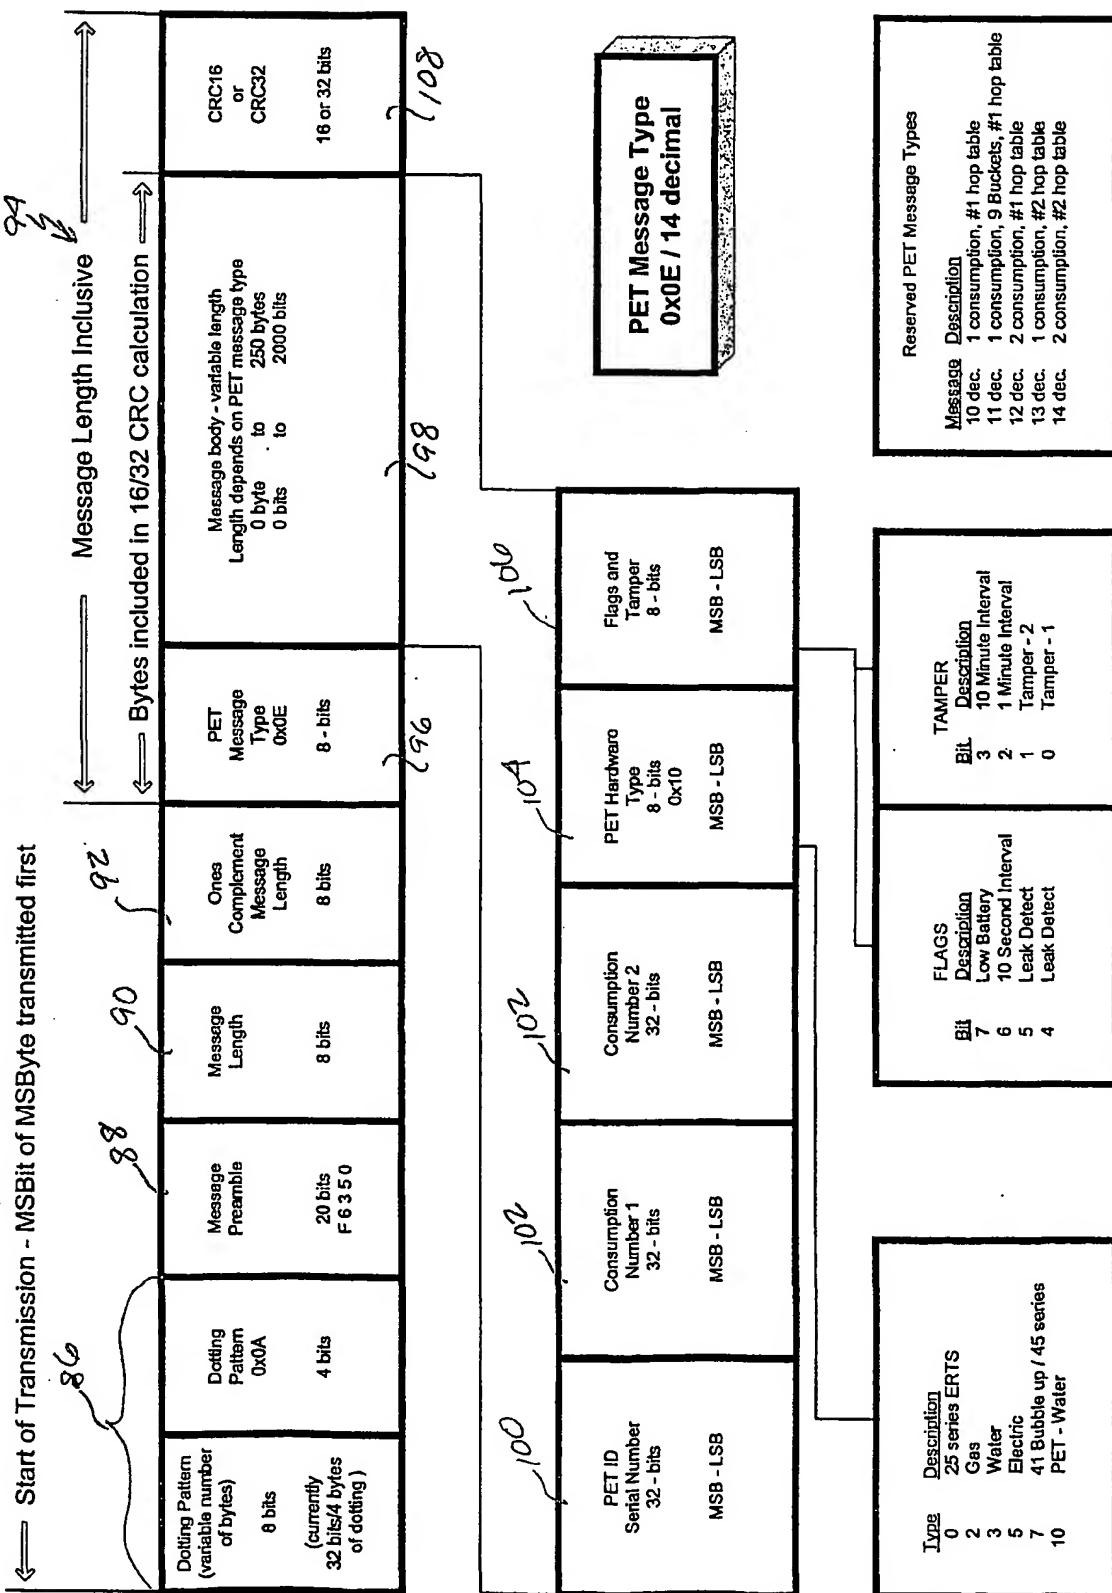 Start of Transmission - MSBit of MSByte transmitted first
94
Message Length Inclusive
Bytes included in 16/32 CRC calculation
86
88
90
92
Dotting Pattern
(variable number
of bytes)
8 bits
(currently
32 bits/4 bytes
of dotting )
Dotting
Pattern
0x0A
4 bits
Message
Preamble
20 bits
F 6 3 5 0
Message
Length
8 bits
Ones
Complement
Message
Length
8 bits
PET
Message
Type
0x0E
8 - bits
96
Message body - variable length
Length depends on PET message type
0 byte to 250 bytes
0 bits to 2000 bits
98
CRC16
or
CRC32
16 or 32 bits
108
100
PET ID
Serial Number
32 - bits
MSB - LSB
102
Consumption
Number 1
32 - bits
MSB - LSB
102
Consumption
Number 2
32 - bits
MSB - LSB
104
PET Hardware
Type
8 - bits
0x10
MSB - LSB
106
Flags and
Tamper
8 - bits
MSB - LSB
PET Message Type
0x0E / 14 decimal
Type Description
0 25 series ERTS
2 Gas
3 Water
5 Electric
7 41 Bubble up / 45 series
10 PET - Water
FLAGS
Bit Description
7 Low Battery
6 10 Second Interval
5 Leak Detect
4 Leak Detect
TAMPER
Bit Description
3 10 Minute Interval
2 1 Minute Interval
1 Tamper - 2
0 Tamper - 1
Reserved PET Message Types
Message Description
10 dec. 1 consumption, #1 hop table
11 dec. 1 consumption, 9 Buckets, #1 hop table
12 dec. 2 consumption, #1 hop table
13 dec. 1 consumption, #2 hop table
14 dec. 2 consumption, #2 hop table